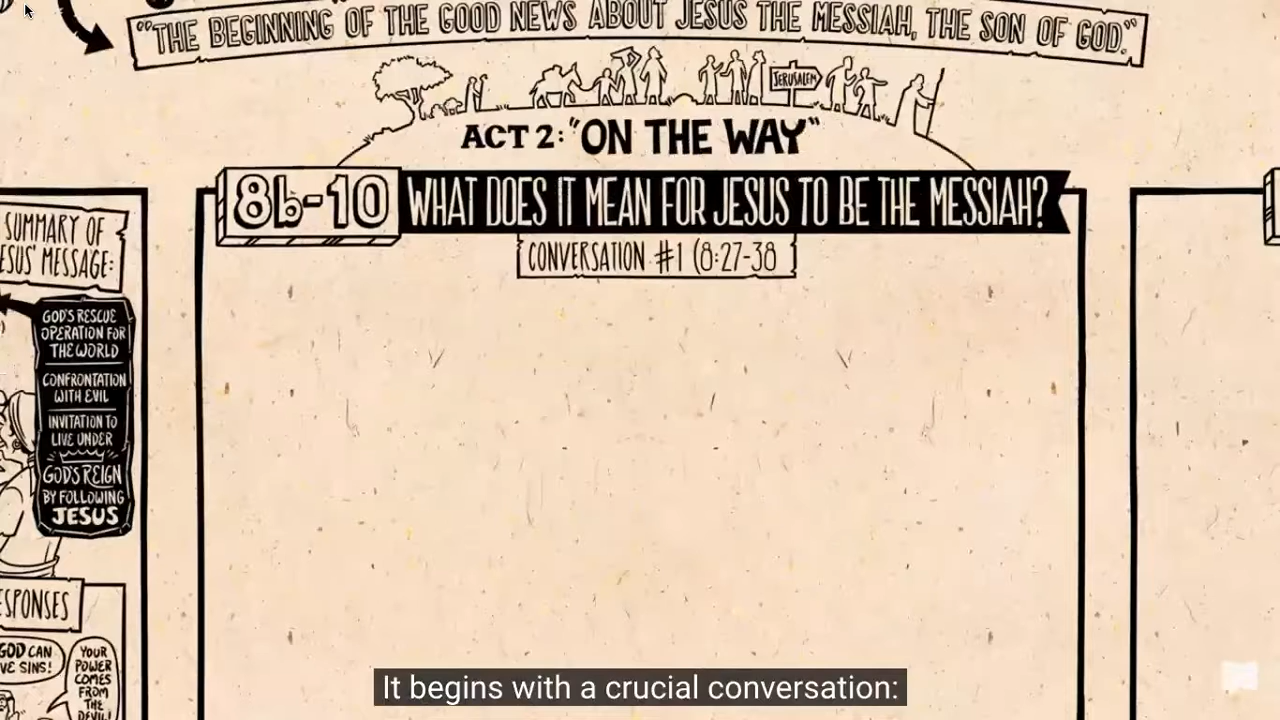 "THE BEGINNING OF THE GOOD NEWS ABOUT JESUS THE MESSIAH, THE SON OF GOD."
JERUSALEM
ACT 2: "ON THE WAY"
8b-10 WHAT DOES IT MEAN FOR JESUS TO BE THE MESSIAH?
CONVERSATION #1 (8:27-38
SUMMARY OF
ESUS' MESSAGE:
GOD'S RESCUE
OPERATION FOR
THE WORLD
CONFRONTATION
WITH EVIL
INVITATION TO
LIVE UNDER
GOD'S REIGN
BY FOLLOWING
JESUS
ESPONSES
GOD CAN
VE SINS!
YOUR
POWER
COMES
FROM
THE
DEVIL!
It begins with a crucial conversation: